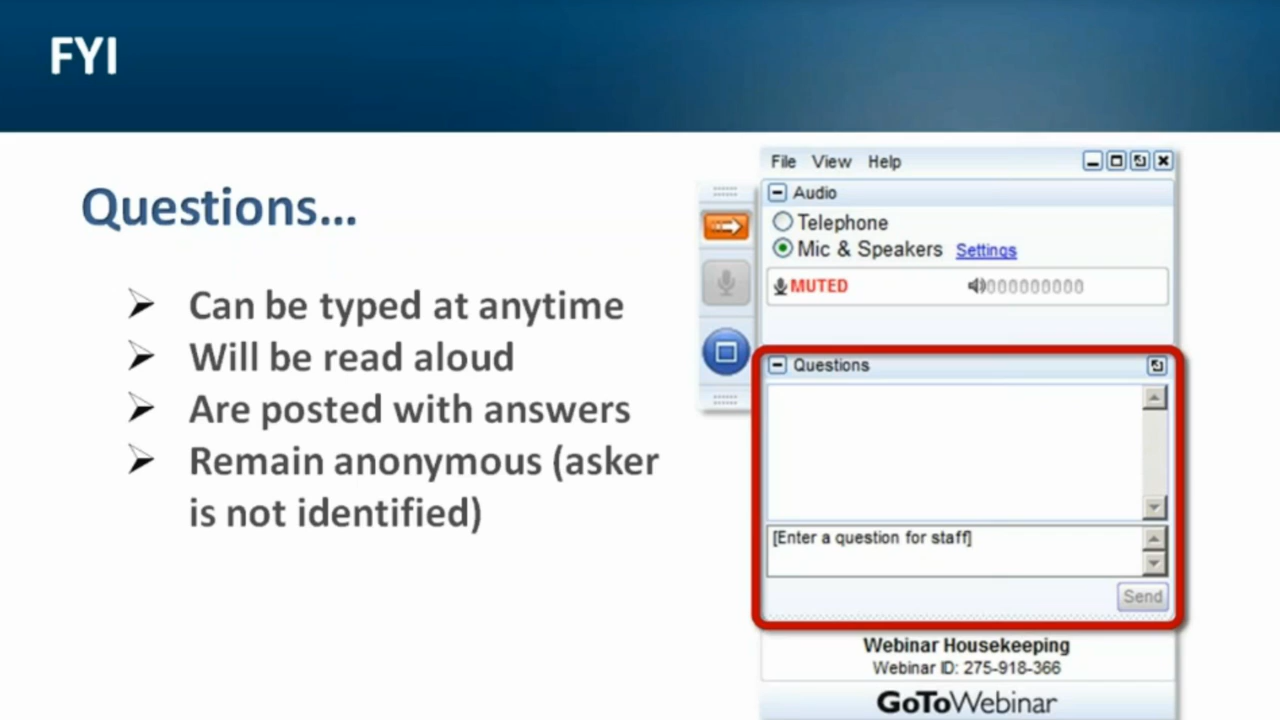 FYI
Questions...
Can be typed at anytime
Will be read aloud
Are posted with answers
Remain anonymous (asker
is not identified)
File View Help
Audio
Telephone
Mic & Speakers Settings
MUTED
Questions
[Enter a question for staff]
Send
Webinar Housekeeping
Webinar ID: 275-918-366
GoToWebinar